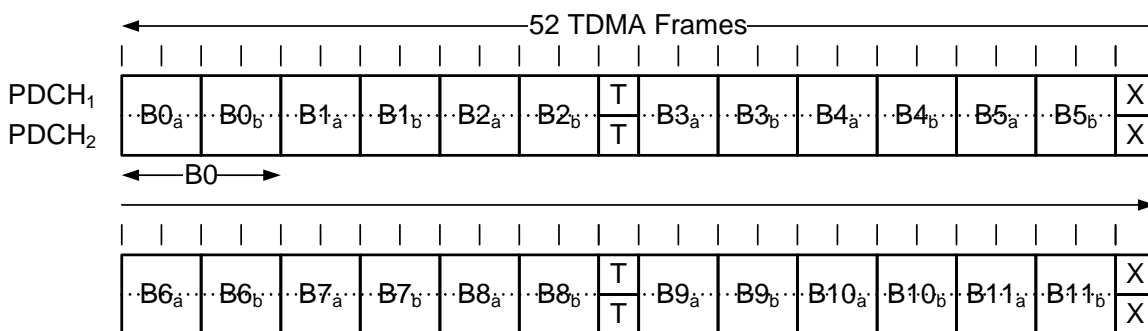 52 TDMA Frames
PDCH₁ T X
B0ₐ B0b B1ₐ B1b B2ₐ B2b B3ₐ B3b B4ₐ B4b B5ₐ B5b
PDCH₂ T X
B0
T X
B6ₐ B6b B7ₐ B7b B8ₐ B8b B9ₐ B9b B10ₐ B10b B11ₐ B11b
T X